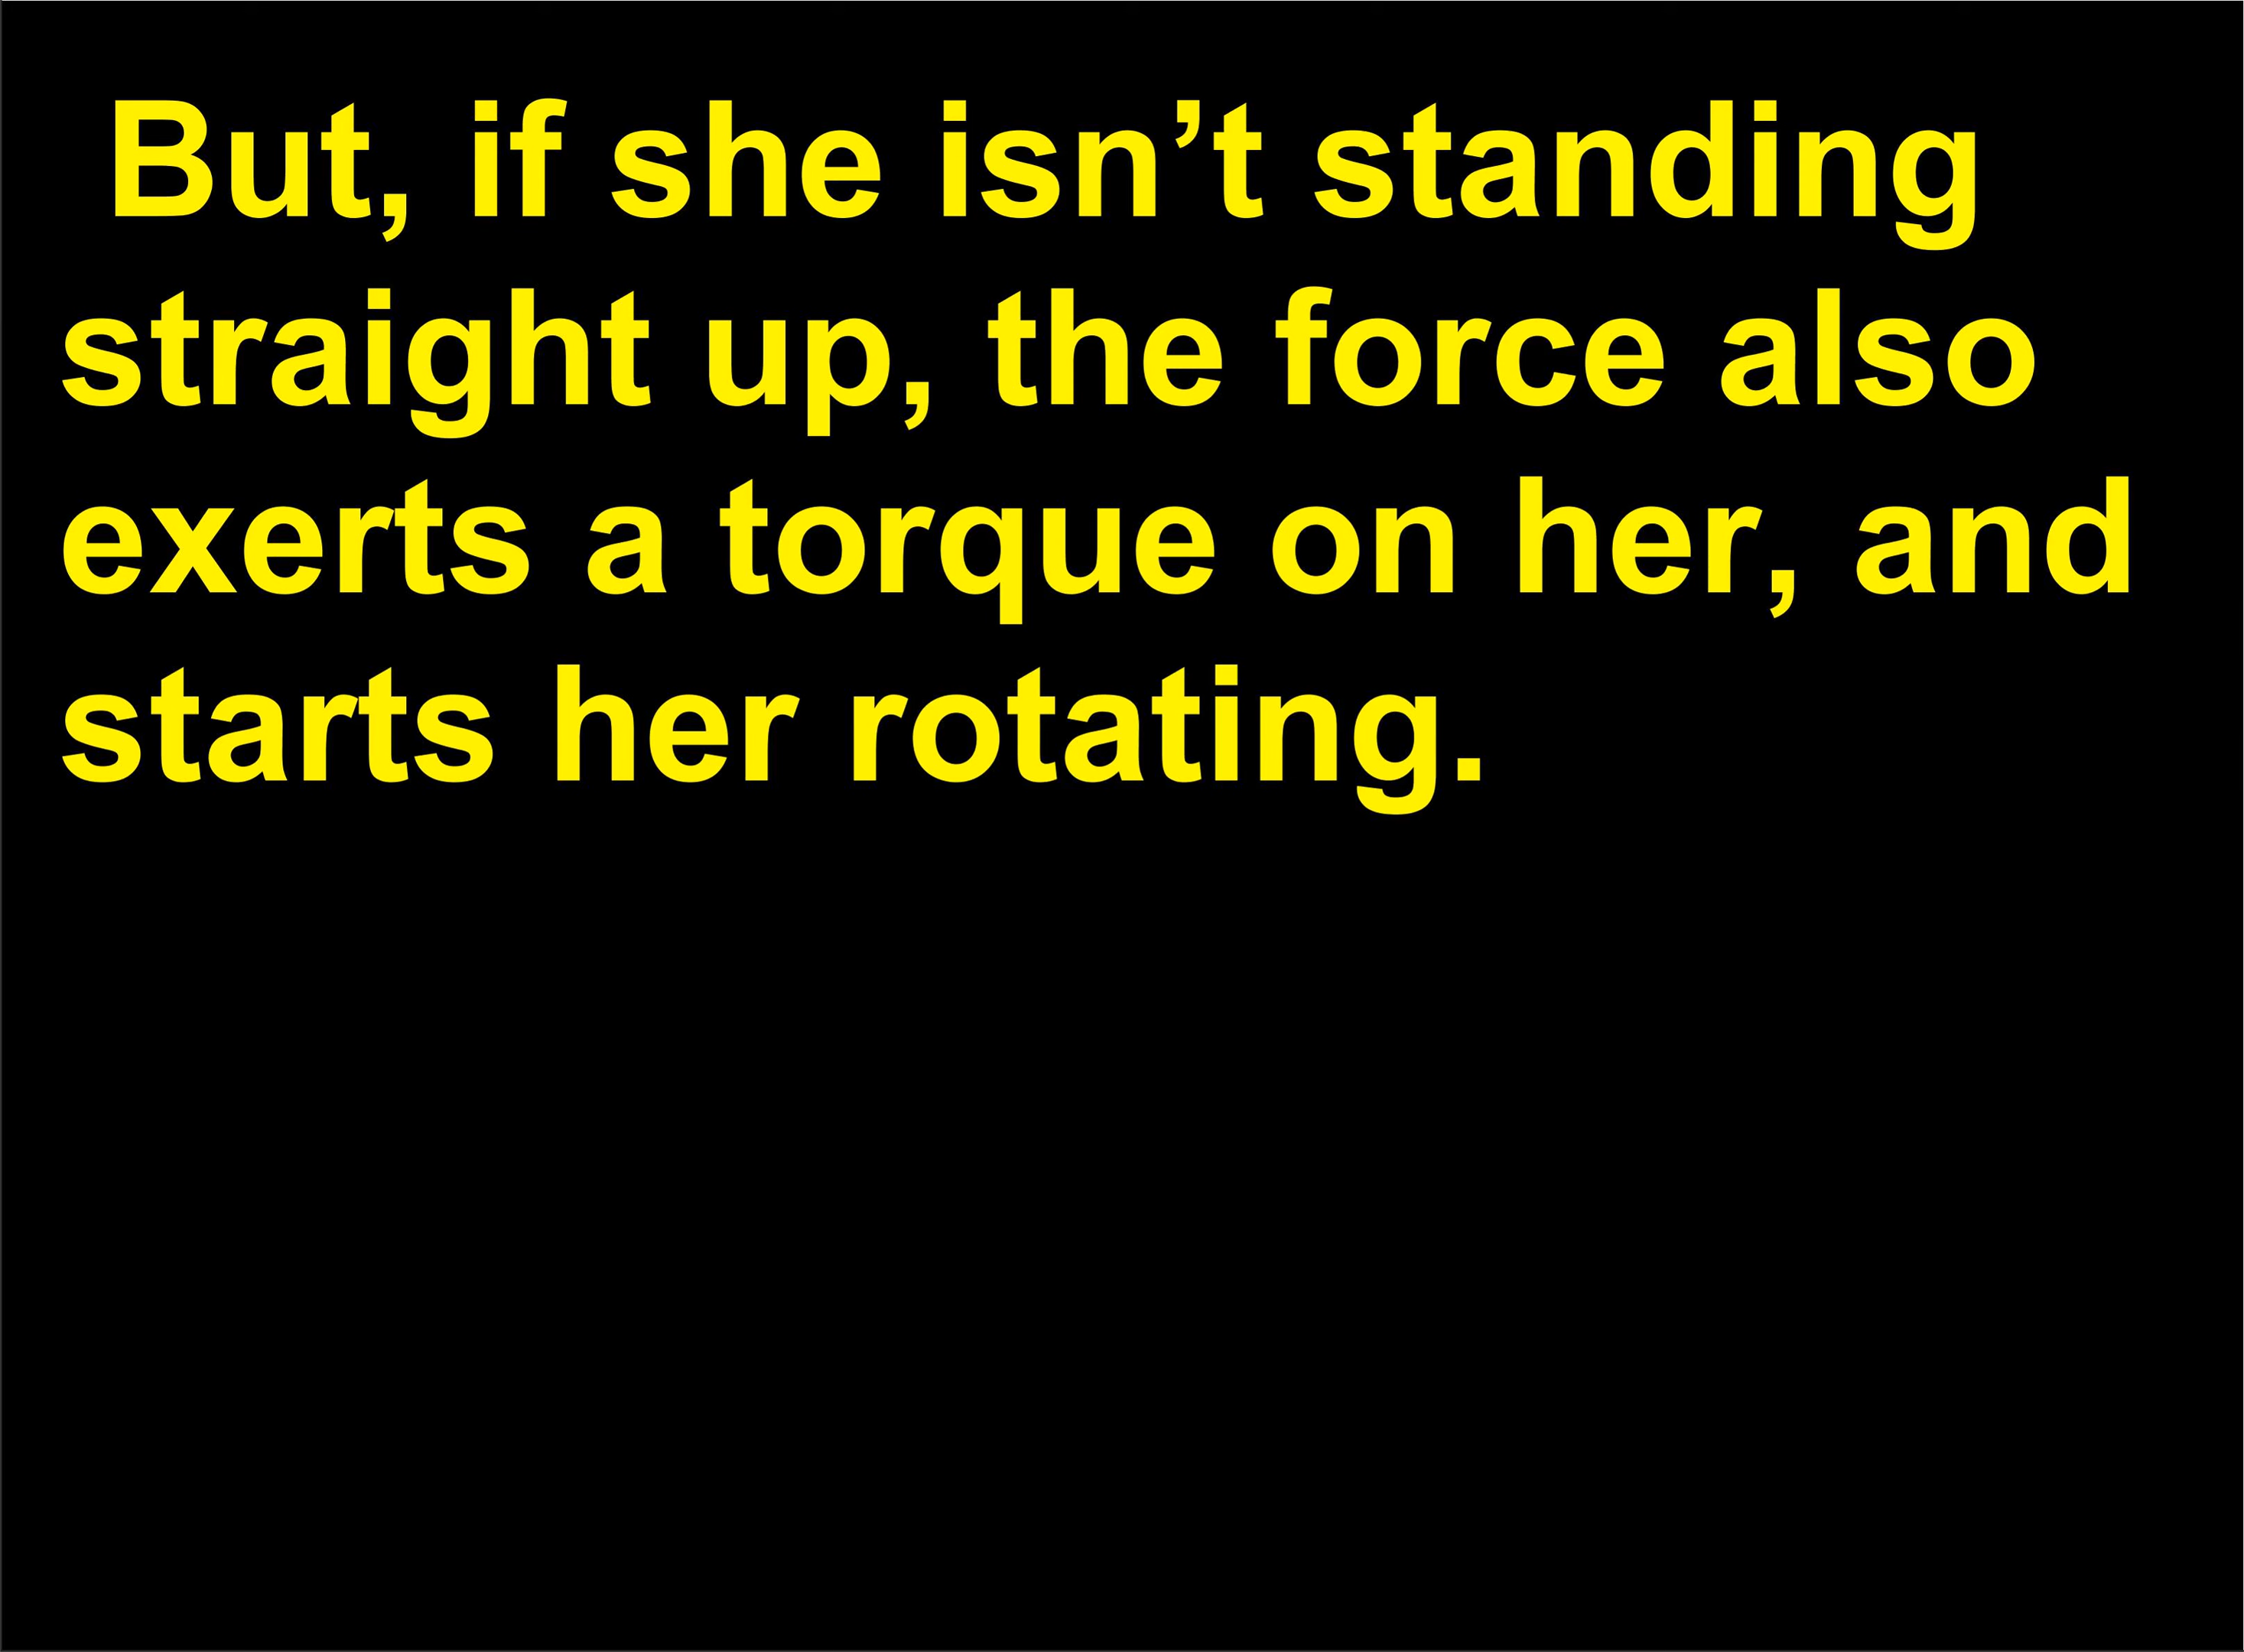 But, if she isn’t standing
straight up, the force also
exerts a torque on her, and
starts her rotating.